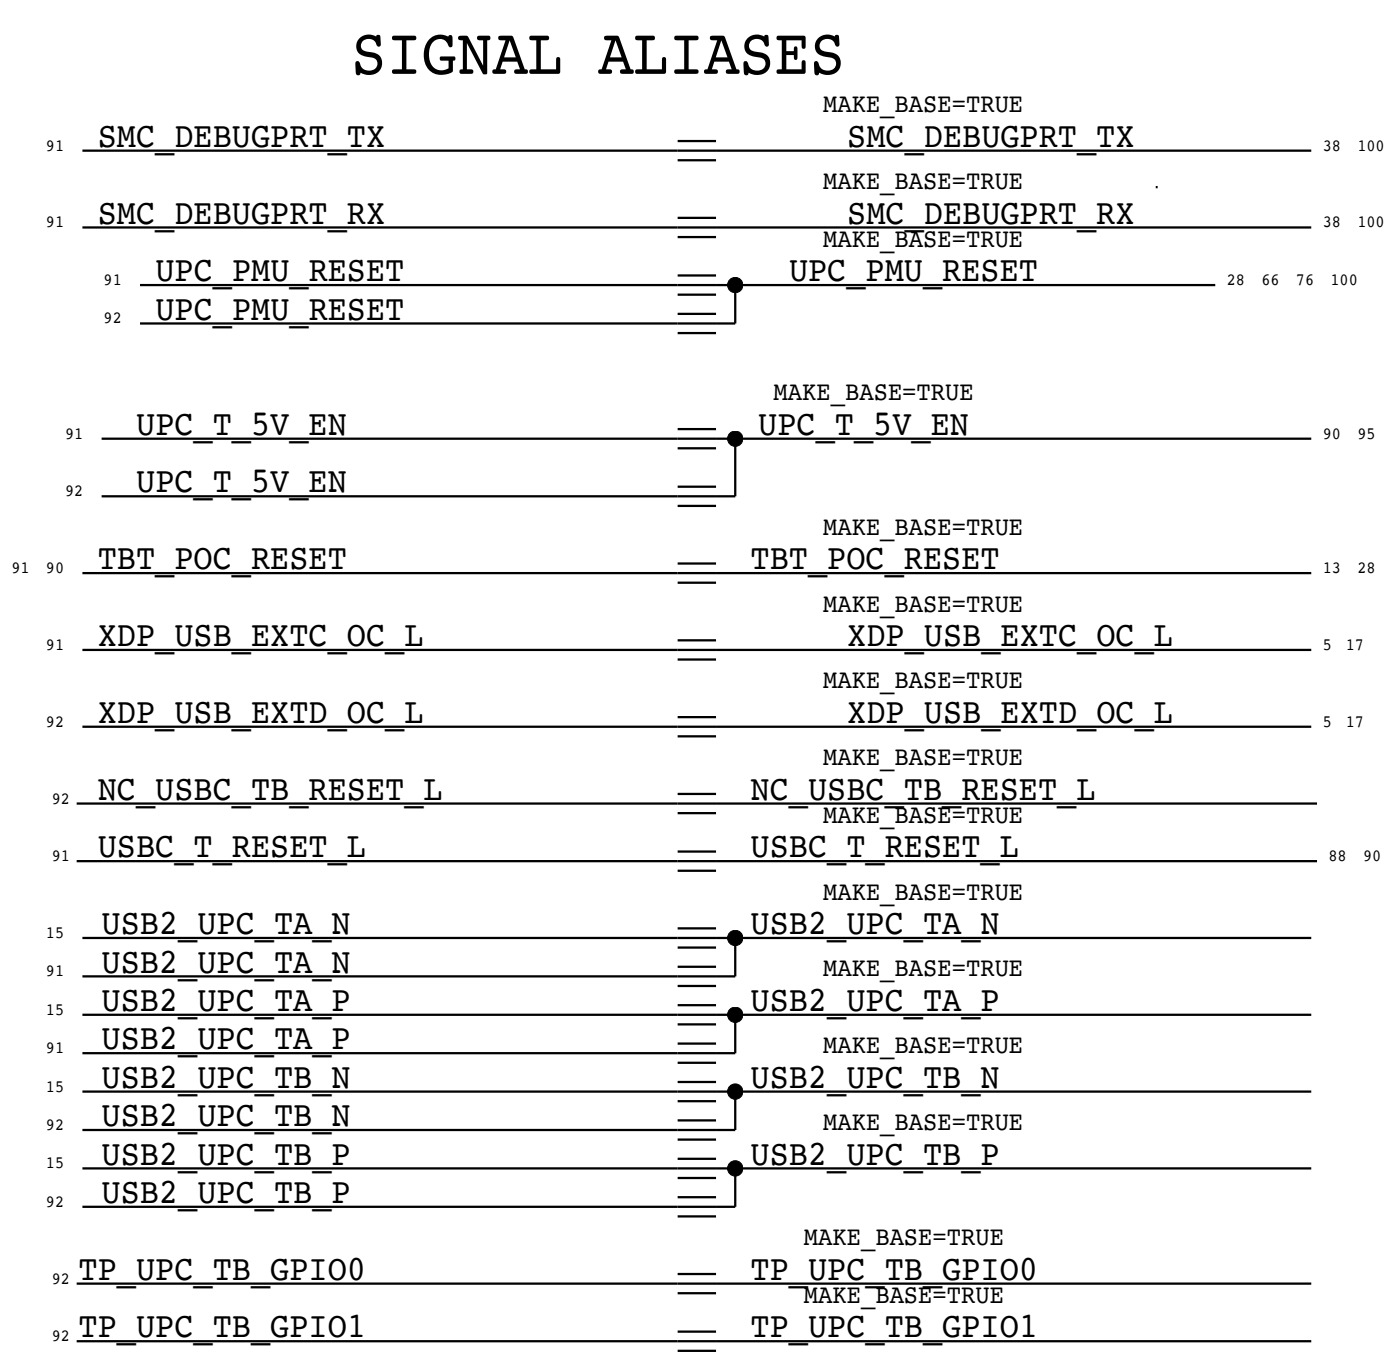 SIGNAL ALIASES
MAKE_BASE=TRUE
91 SMC_DEBUGPRT_TX SMC_DEBUGPRT_TX 38 100
MAKE_BASE=TRUE
91 SMC_DEBUGPRT_RX SMC_DEBUGPRT_RX 38 100
MAKE_BASE=TRUE
91 UPC_PMU_RESET UPC_PMU_RESET 28 66 76 100
92 UPC_PMU_RESET
MAKE_BASE=TRUE
91 UPC_T_5V_EN UPC_T_5V_EN 90 95
92 UPC_T_5V_EN
MAKE_BASE=TRUE
91 90 TBT_POC_RESET TBT_POC_RESET 13 28
MAKE_BASE=TRUE
91 XDP_USB_EXTC_OC_L XDP_USB_EXTC_OC_L 5 17
MAKE_BASE=TRUE
92 XDP_USB_EXTD_OC_L XDP_USB_EXTD_OC_L 5 17
MAKE_BASE=TRUE
92 NC_USBC_TB_RESET_L NC_USBC_TB_RESET_L
MAKE_BASE=TRUE
91 USBC_T_RESET_L USBC_T_RESET_L 88 90
MAKE_BASE=TRUE
15 USB2_UPC_TA_N USB2_UPC_TA_N
91 USB2_UPC_TA_N MAKE_BASE=TRUE
15 USB2_UPC_TA_P USB2_UPC_TA_P
91 USB2_UPC_TA_P MAKE_BASE=TRUE
15 USB2_UPC_TB_N USB2_UPC_TB_N
92 USB2_UPC_TB_N MAKE_BASE=TRUE
15 USB2_UPC_TB_P USB2_UPC_TB_P
92 USB2_UPC_TB_P
MAKE_BASE=TRUE
92 TP_UPC_TB_GPIO0 TP_UPC_TB_GPIO0
MAKE_BASE=TRUE
92 TP_UPC_TB_GPIO1 TP_UPC_TB_GPIO1